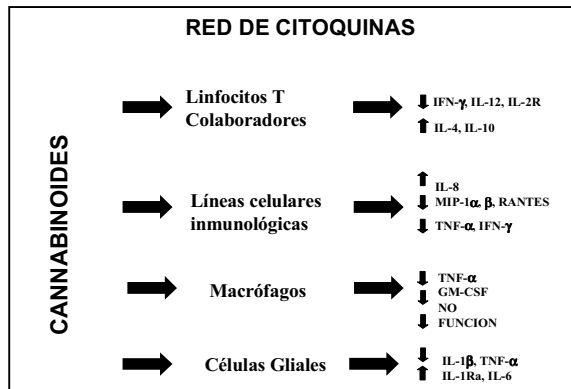 RED DE CITOQUINAS
CANNABINOIDES
Linfocitos T
Colaboradores
IFN-γ, IL-12, IL-2R
IL-4, IL-10
Líneas celulares
inmunológicas
IL-8
MIP-1α, β, RANTES
TNF-α, IFN-γ
Macrófagos
TNF-α
GM-CSF
NO
FUNCION
Células Gliales
IL-1β, TNF-α
IL-1Ra, IL-6